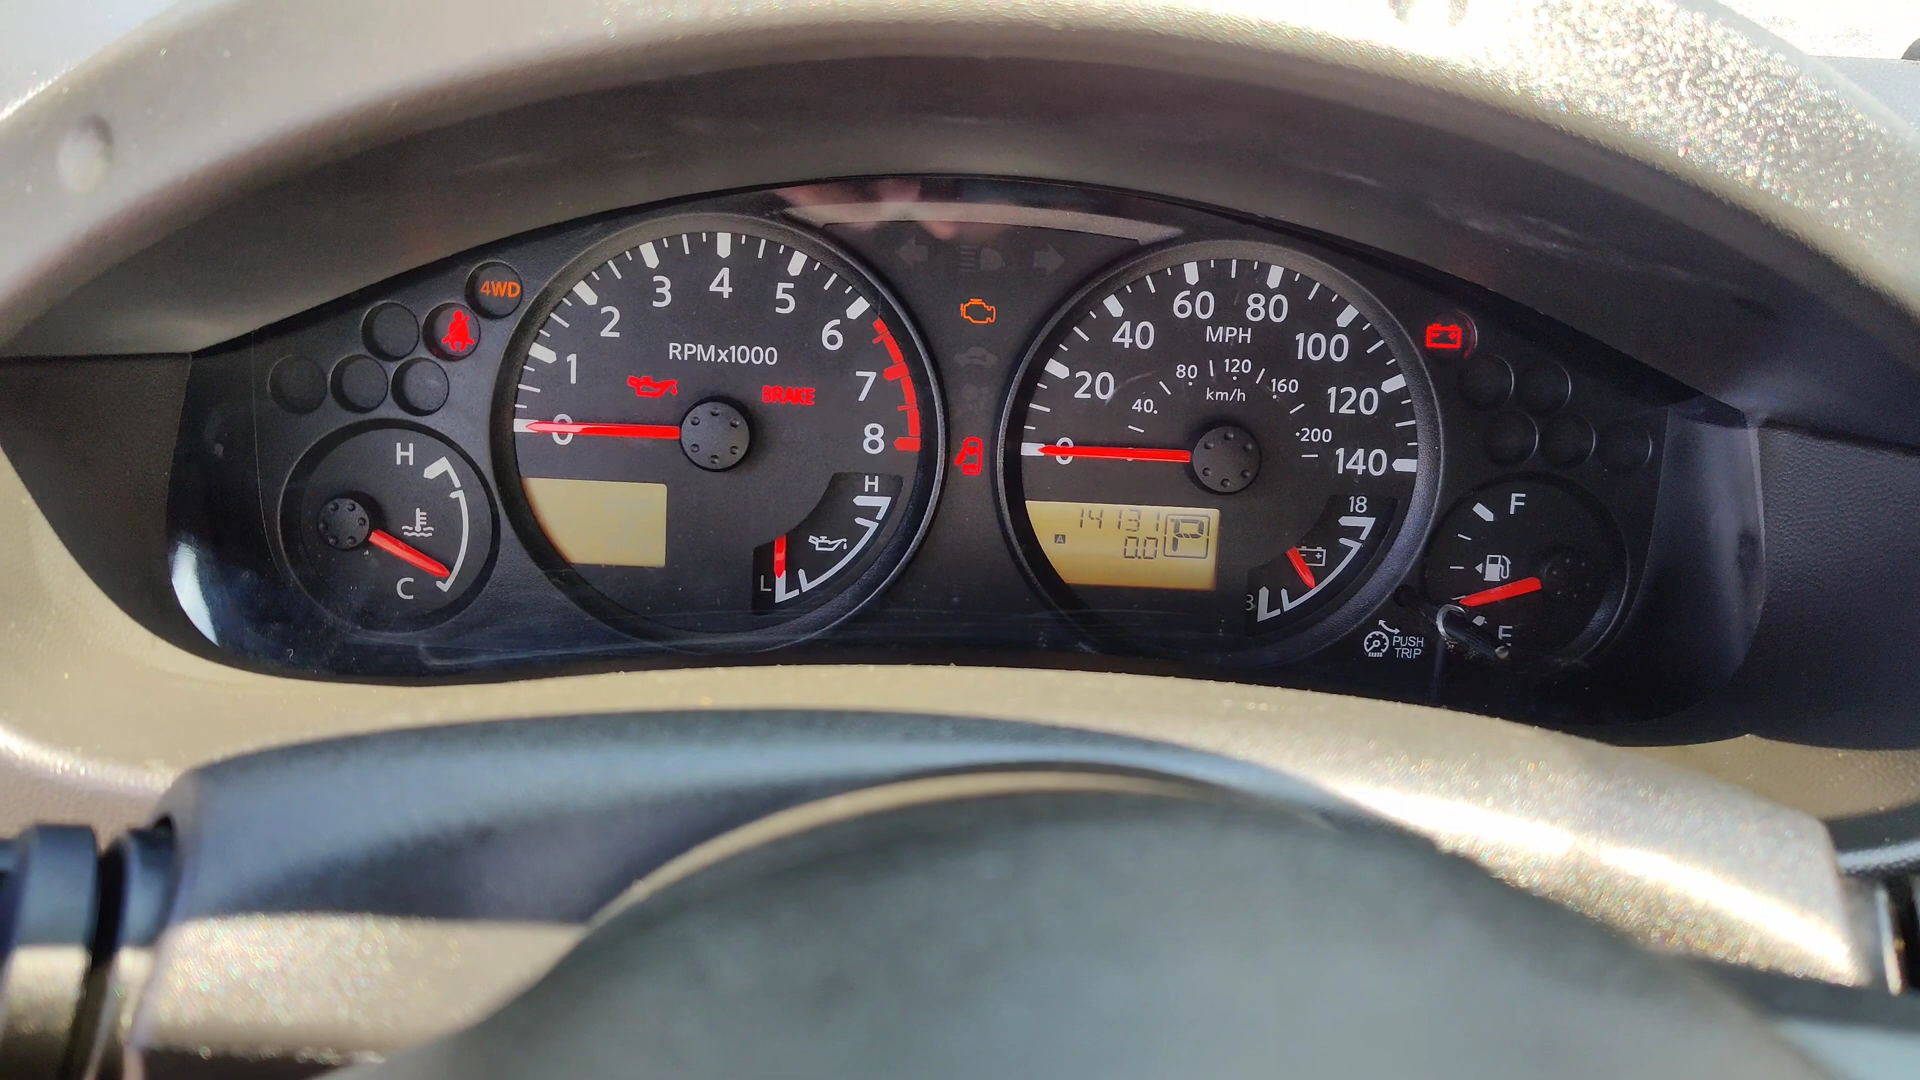 4WD
1 2 3 4 5 6 7 8
0
RPMx1000
BRAKE
H
C
H
L
0 20 40 60 80 100 120 140
MPH
40. 80 120 160 200
km/h
14131
A
0.0
P
18
8
F
E
PUSH
TRIP